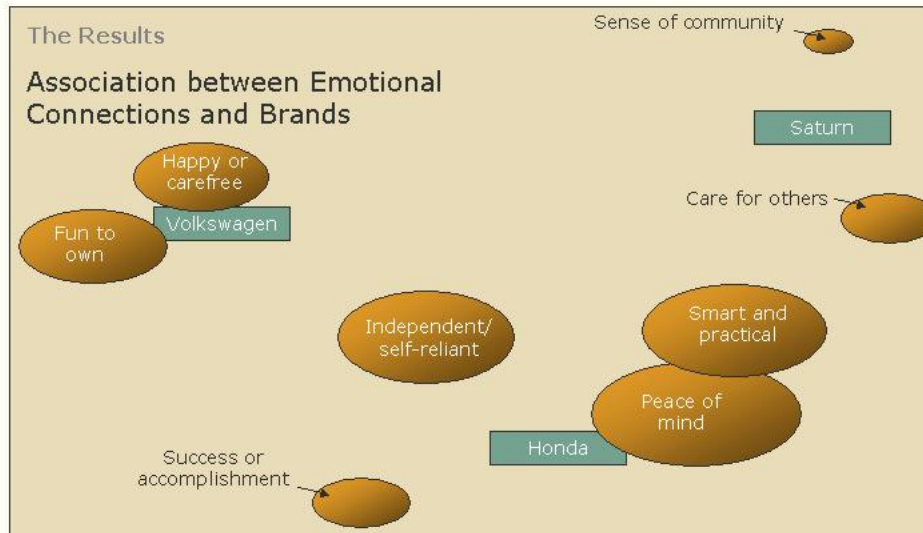 The Results
Association between Emotional
Connections and Brands
Sense of community
Saturn
Happy or
carefree
Volkswagen
Fun to
own
Care for others
Independent/
self-reliant
Smart and
practical
Peace of
mind
Honda
Success or
accomplishment